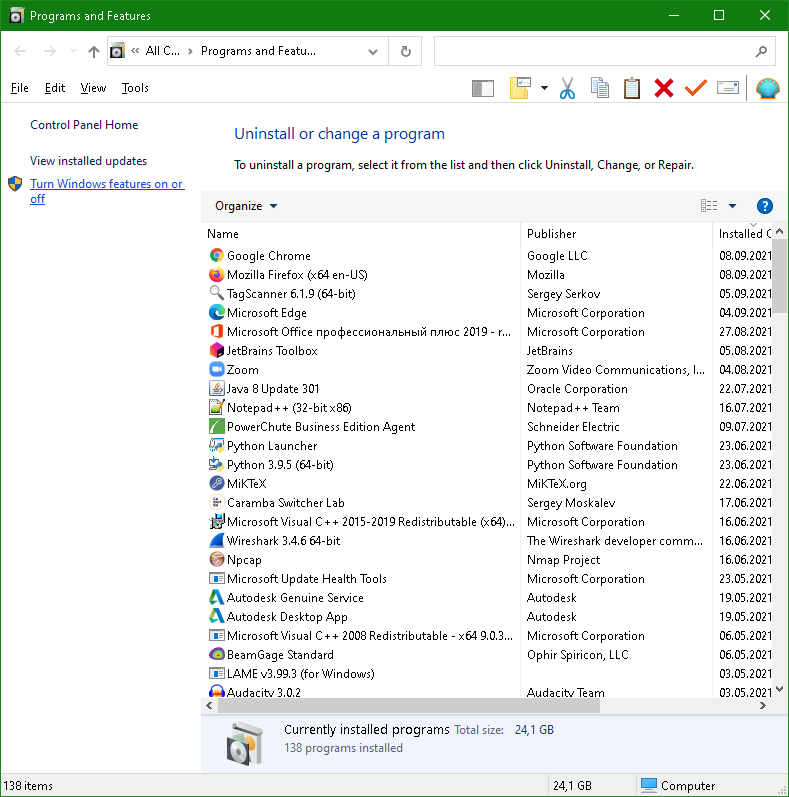 Programs and Features
« All C... › Programs and Featu...
File Edit View Tools
Control Panel Home
View installed updates
Turn Windows features on or
off
Uninstall or change a program
To uninstall a program, select it from the list and then click Uninstall, Change, or Repair.
Organize
Name Publisher Installed
Google Chrome Google LLC 08.09.2021
Mozilla Firefox (x64 en-US) Mozilla 08.09.2021
TagScanner 6.1.9 (64-bit) Sergey Serkov 05.09.2021
Microsoft Edge Microsoft Corporation 04.09.2021
Microsoft Office профессиональный плюс 2019 - r... Microsoft Corporation 27.08.2021
JetBrains Toolbox JetBrains 05.08.2021
Zoom Zoom Video Communications, I... 04.08.2021
Java 8 Update 301 Oracle Corporation 22.07.2021
Notepad++ (32-bit x86) Notepad++ Team 16.07.2021
PowerChute Business Edition Agent Schneider Electric 09.07.2021
Python Launcher Python Software Foundation 23.06.2021
Python 3.9.5 (64-bit) Python Software Foundation 23.06.2021
MiKTeX MiKTeX.org 22.06.2021
Caramba Switcher Lab Sergey Moskalev 17.06.2021
Microsoft Visual C++ 2015-2019 Redistributable (x64)... Microsoft Corporation 16.06.2021
Wireshark 3.4.6 64-bit The Wireshark developer comm... 16.06.2021
Npcap Nmap Project 16.06.2021
Microsoft Update Health Tools Microsoft Corporation 23.05.2021
Autodesk Genuine Service Autodesk 19.05.2021
Autodesk Desktop App Autodesk 19.05.2021
Microsoft Visual C++ 2008 Redistributable - x64 9.0.3... Microsoft Corporation 06.05.2021
BeamGage Standard Ophir Spiricon, LLC 06.05.2021
LAME v3.99.3 (for Windows) 03.05.2021
Audacity 3.0.2 Audacity Team 03.05.2021
Currently installed programs Total size: 24,1 GB
138 programs installed
138 items 24,1 GB Computer